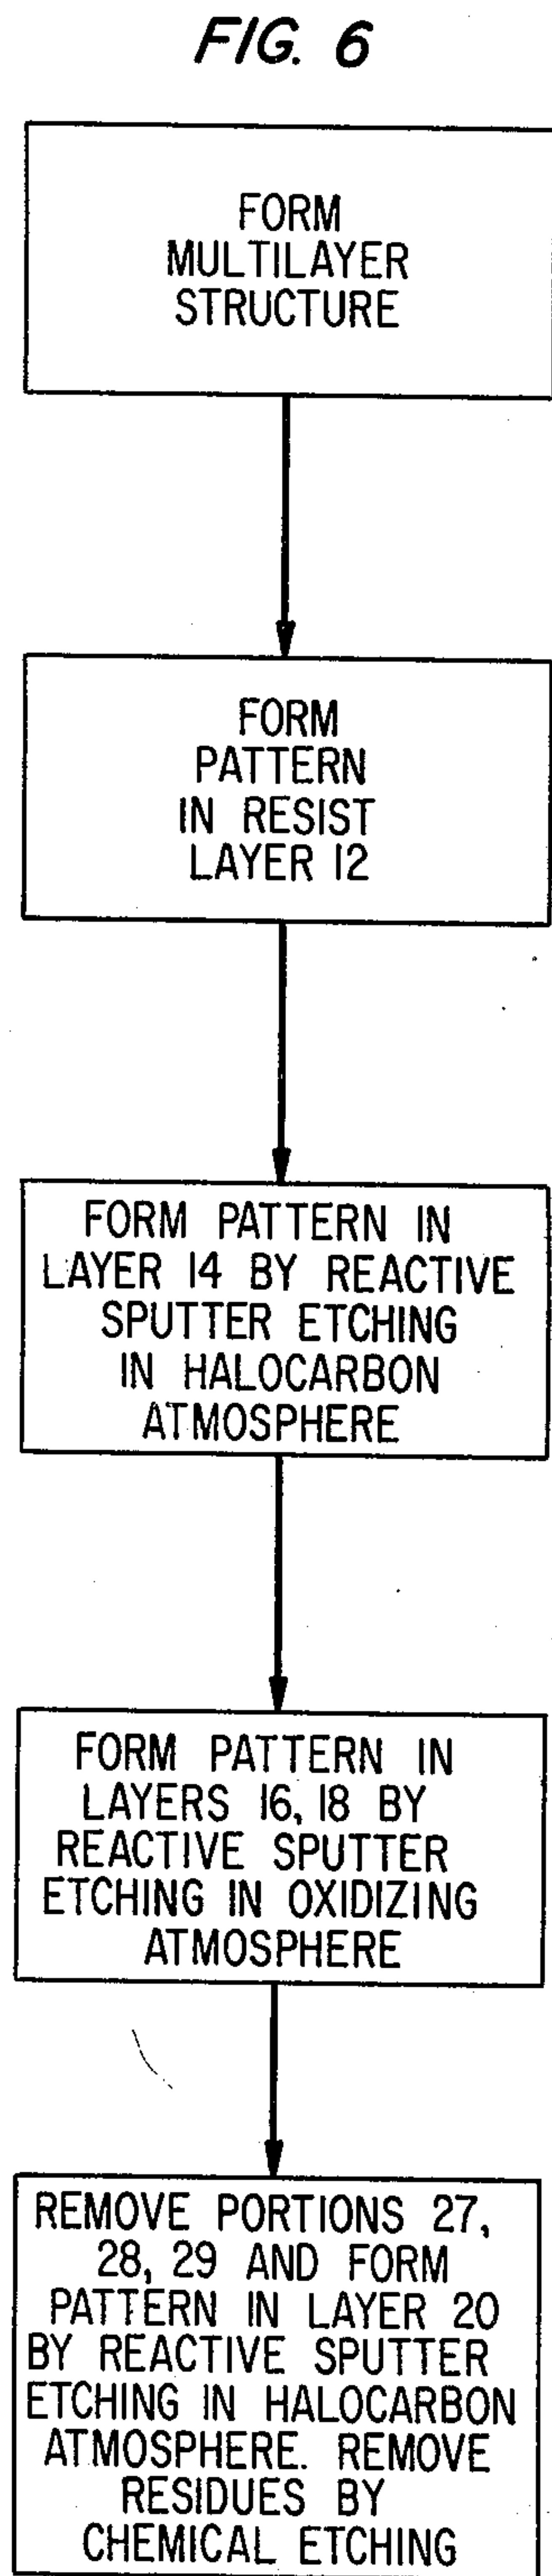 FIG. 6
FORM
MULTILAYER
STRUCTURE
FORM
PATTERN
IN RESIST
LAYER 12
FORM PATTERN IN
LAYER 14 BY REACTIVE
SPUTTER ETCHING
IN HALOCARBON
ATMOSPHERE
FORM PATTERN IN
LAYERS 16, 18 BY
REACTIVE SPUTTER
ETCHING IN OXIDIZING
ATMOSPHERE
REMOVE PORTIONS 27,
28, 29 AND FORM
PATTERN IN LAYER 20
BY REACTIVE SPUTTER
ETCHING IN HALOCARBON
ATMOSPHERE. REMOVE
RESIDUES BY
CHEMICAL ETCHING